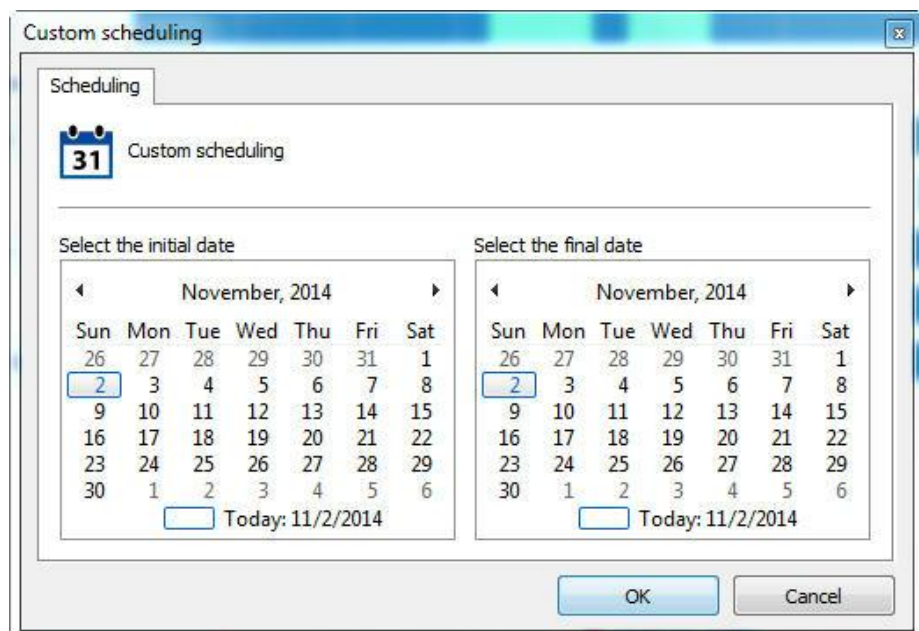 Custom scheduling
Scheduling
31 Custom scheduling
Select the initial date
November, 2014
Sun Mon Tue Wed Thu Fri Sat
26 27 28 29 30 31 1
2 3 4 5 6 7 8
9 10 11 12 13 14 15
16 17 18 19 20 21 22
23 24 25 26 27 28 29
30 1 2 3 4 5 6
Today: 11/2/2014
Select the final date
November, 2014
Sun Mon Tue Wed Thu Fri Sat
26 27 28 29 30 31 1
2 3 4 5 6 7 8
9 10 11 12 13 14 15
16 17 18 19 20 21 22
23 24 25 26 27 28 29
30 1 2 3 4 5 6
Today: 11/2/2014
OK Cancel